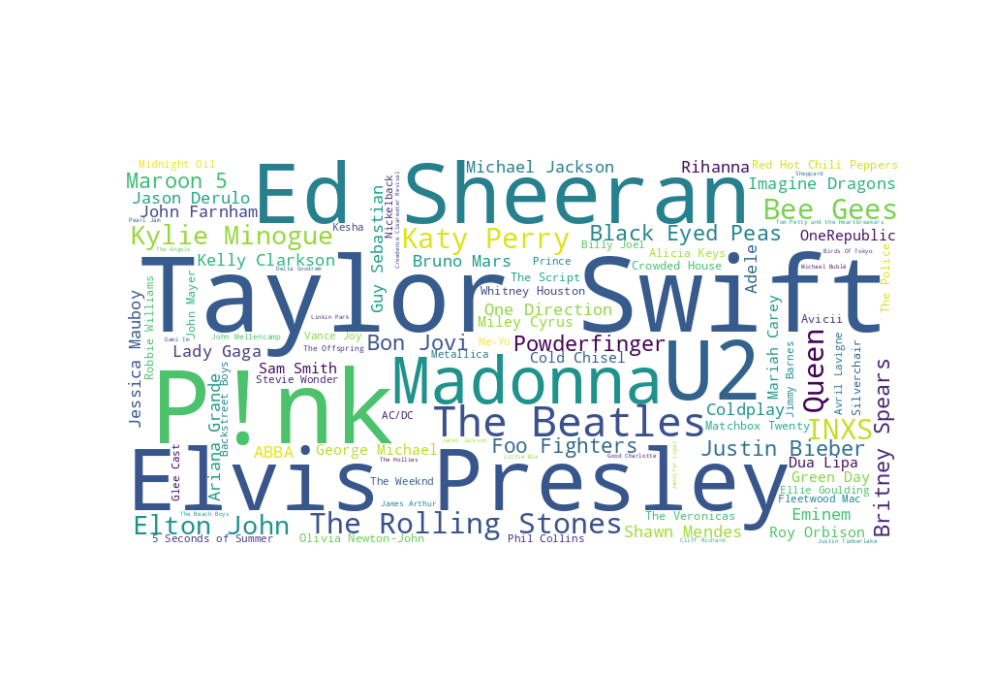 Midnight Oil
Ed Sheeran
Michael Jackson
Rihanna
Red Hot Chili Peppers
Sheppard
Maroon 5
Jason Derulo
John Farnham
Pearl Jam
Kesha
Guy Sebastian
Nickelback
Creedence Clearwater Revival
Imagine Dragons
Bee Gees
Tom Petty and the Heartbreakers
Kylie Minogue
Katy Perry
Black Eyed Peas
OneRepublic
Billy Joel
Alicia Keys
Birds Of Tokyo
The Angels
Kelly Clarkson
Delta Goodrem
Bruno Mars
Prince
Crowded House
Adele
Michael Bublé
The Police
Taylor Swift
The Script
Whitney Houston
One Direction
Miley Cyrus
Linkin Park
Jessica Mauboy
Robbie Williams
John Mayer
Dami Im
John Mellencamp
Vance Joy
The Offspring
Bon Jovi
Ne-Yo
Powderfinger
Metallica
Cold Chisel
Mariah Carey
Jimmy Barnes
Avicii
Queen
Avril Lavigne
Silverchair
Britney Spears
Lady Gaga
Sam Smith
Stevie Wonder
P!nk
Madonna
U2
Ariana Grande
Backstreet Boys
AC/DC
The Beatles
Coldplay
Matchbox Twenty
INXS
Glee Cast
ABBA
George Michael
Janet Jackson
Foo Fighters
Justin Bieber
The Hollies
Little Mix
Good Charlotte
Jennifer Lopez
Dua Lipa
Green Day
Ellie Goulding
Fleetwood Mac
Elvis Presley
The Weeknd
James Arthur
The Beach Boys
Elton John
The Rolling Stones
The Veronicas
Eminem
Shawn Mendes
Roy Orbison
5 Seconds of Summer
Olivia Newton-John
Phil Collins
Cliff Richard
Justin Timberlake